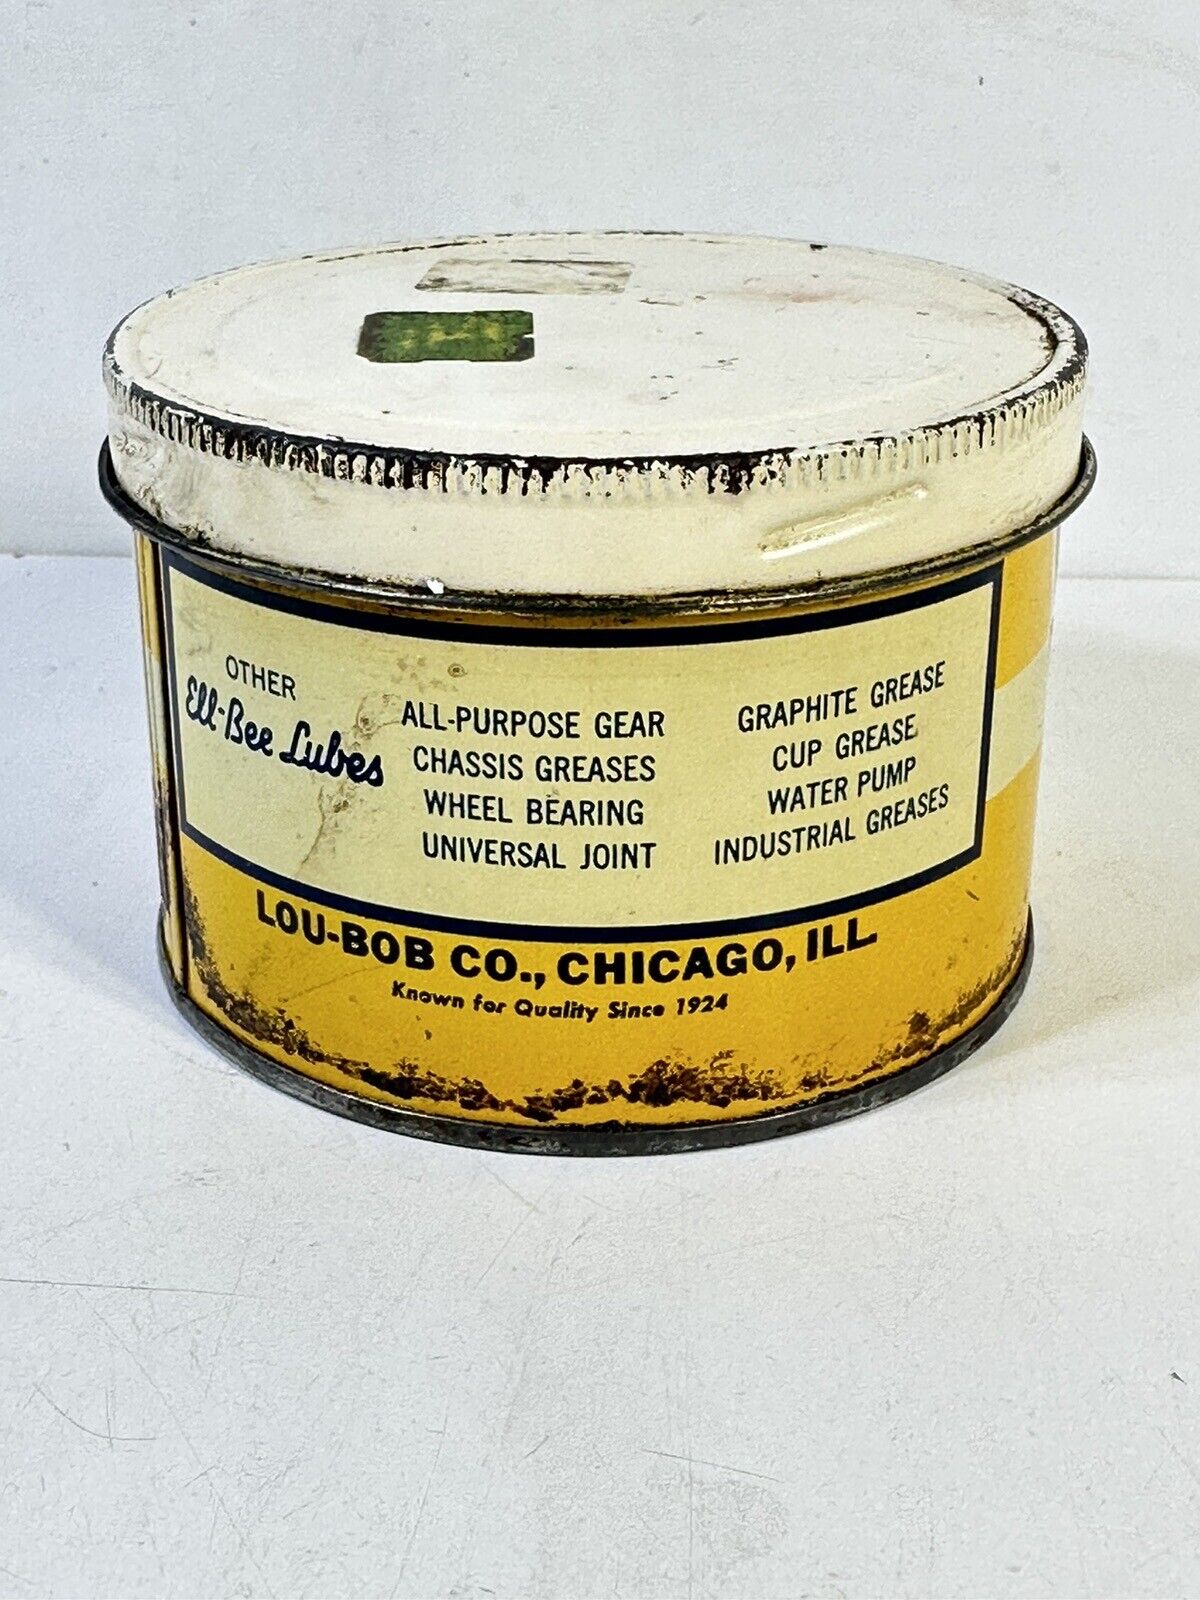 OTHER
Ell-Bee Lubes
ALL-PURPOSE GEAR
CHASSIS GREASES
WHEEL BEARING
UNIVERSAL JOINT
GRAPHITE GREASE
CUP GREASE
WATER PUMP
INDUSTRIAL GREASES
LOU-BOB CO., CHICAGO, ILL.
Known for Quality Since 1924